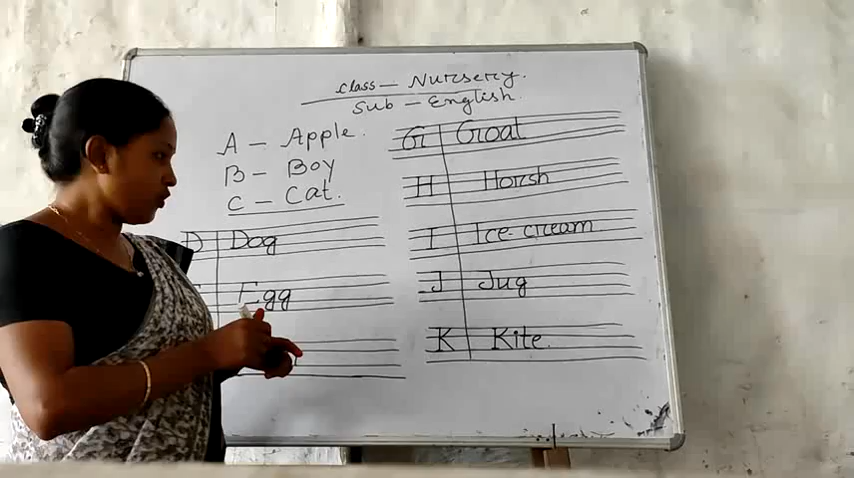 Class — Nursery.
Sub — English.
A — Apple.
B — Boy
C — Cat.
D Dog
Egg
G Goat
H Horsh
I Ice-cream
J Jug
K Kite.